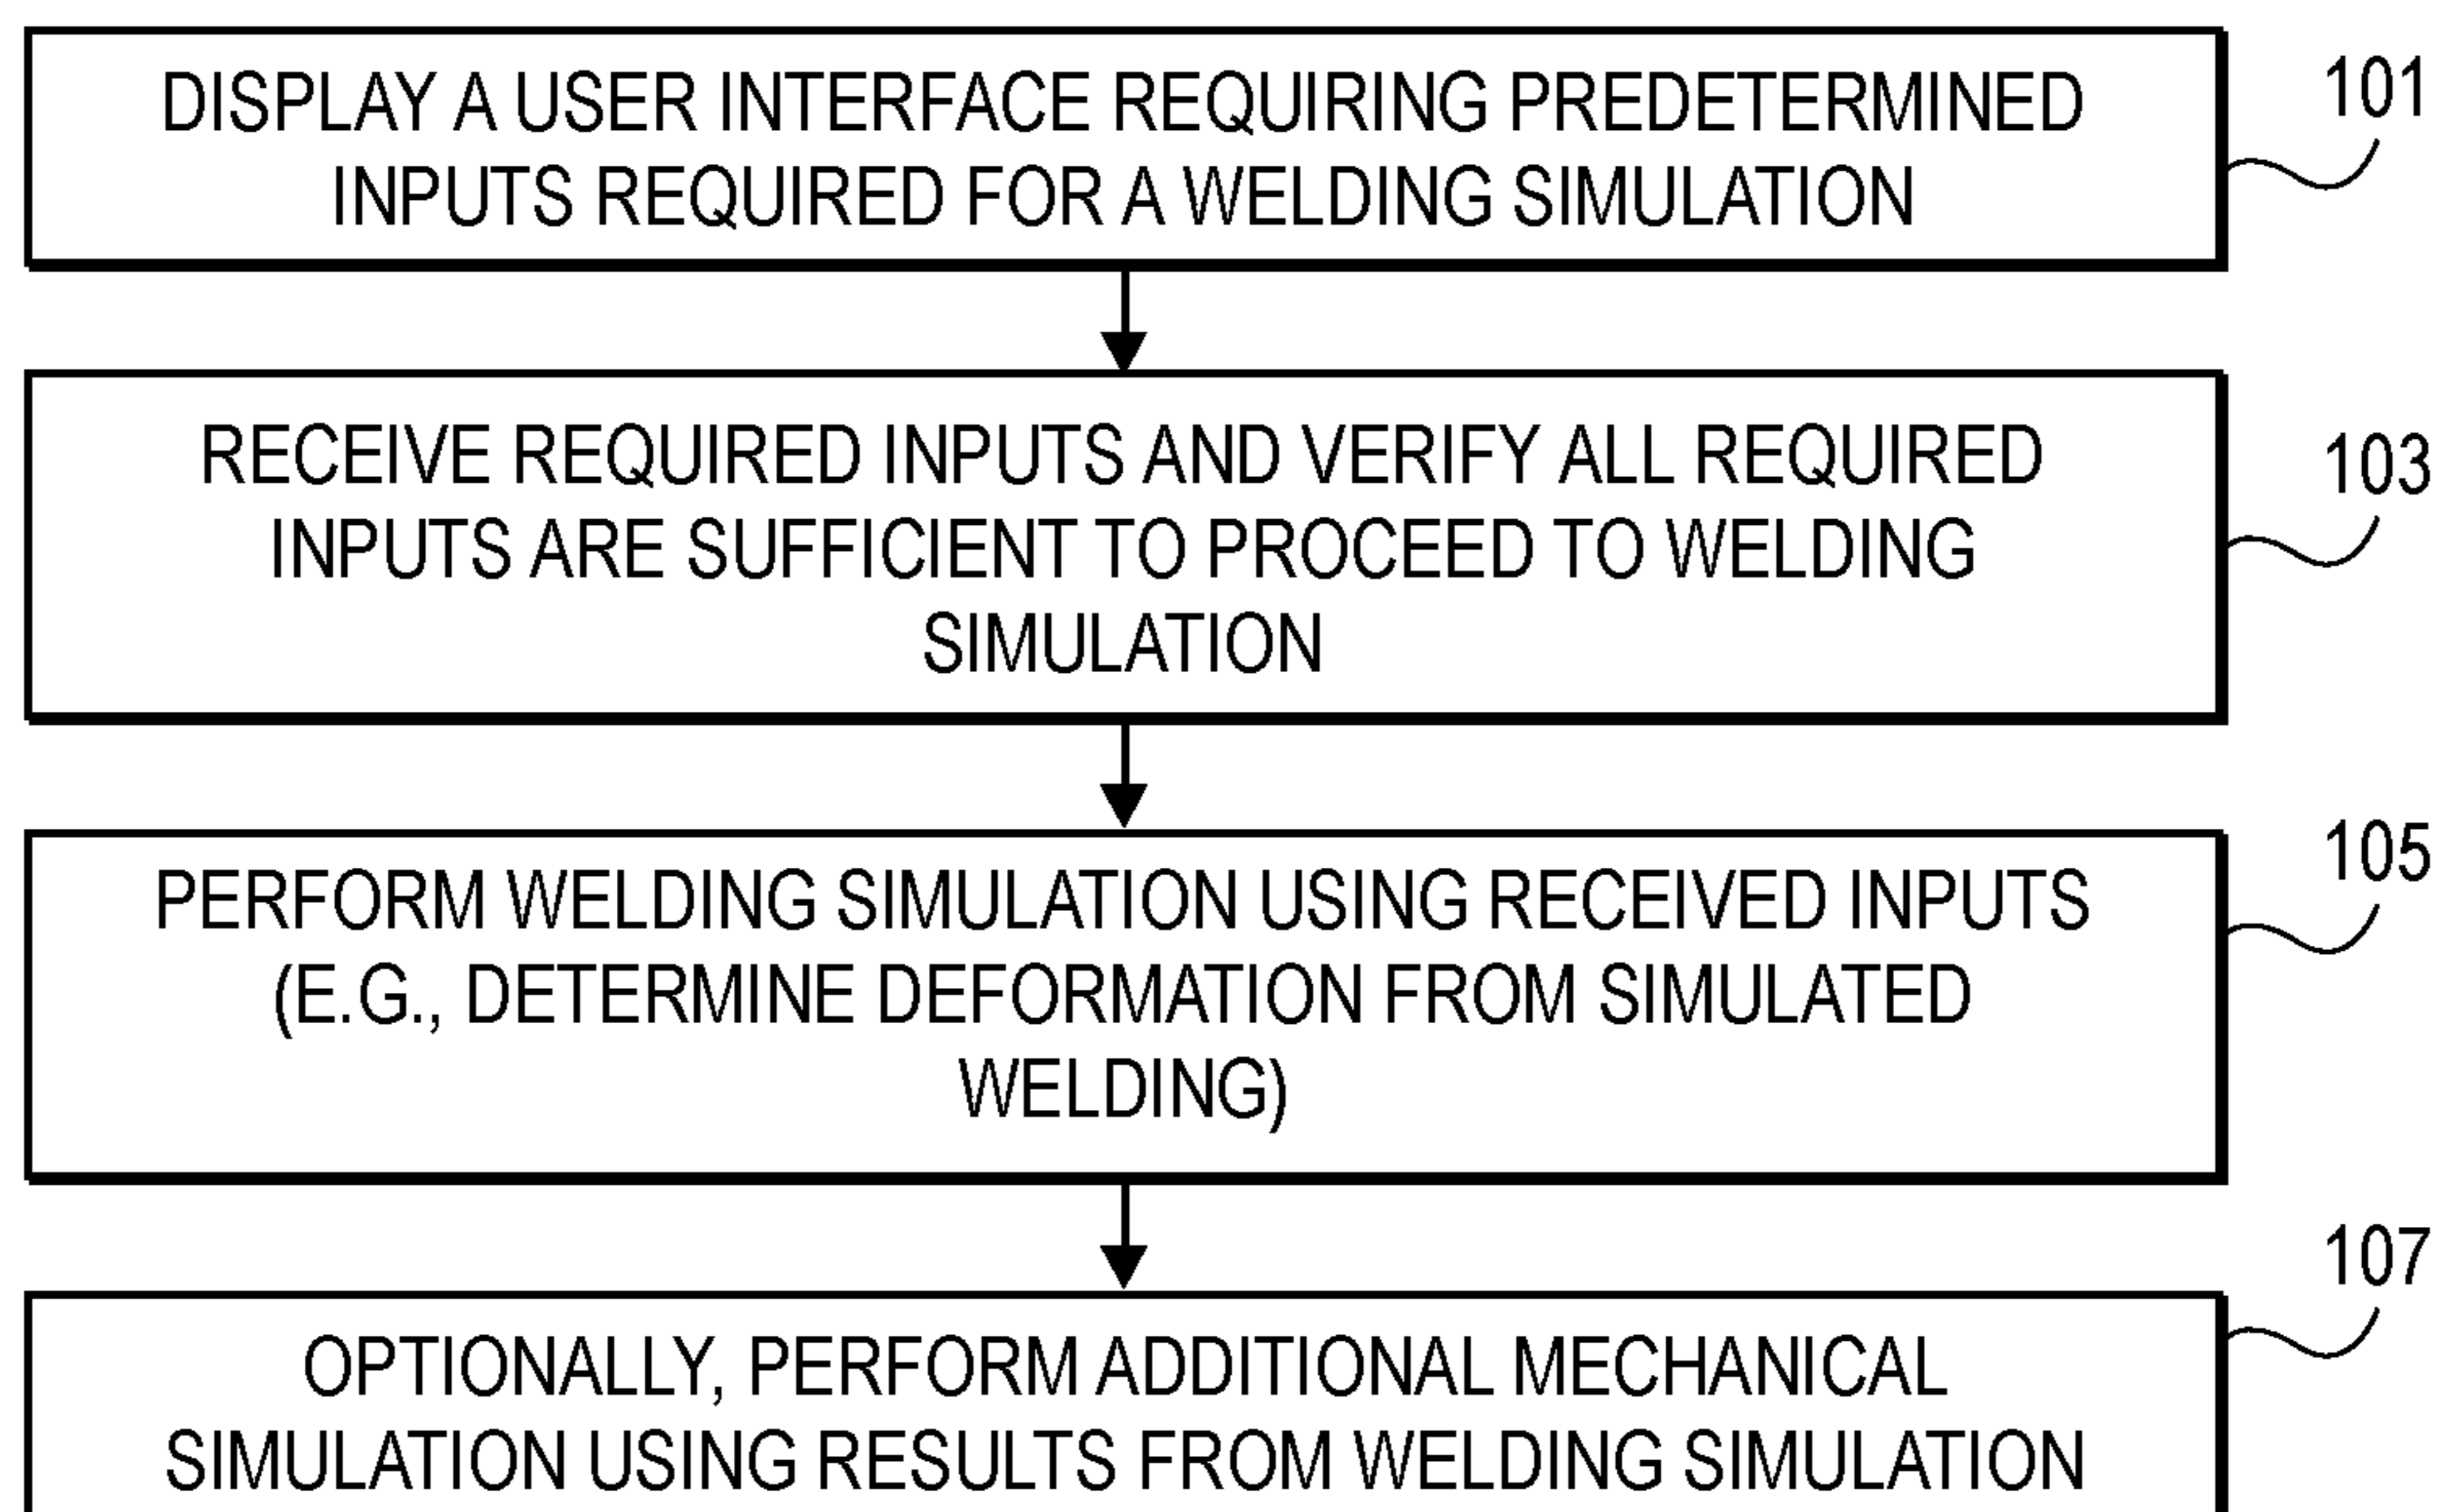 DISPLAY A USER INTERFACE REQUIRING PREDETERMINED
INPUTS REQUIRED FOR A WELDING SIMULATION
101
RECEIVE REQUIRED INPUTS AND VERIFY ALL REQUIRED
INPUTS ARE SUFFICIENT TO PROCEED TO WELDING
SIMULATION
103
PERFORM WELDING SIMULATION USING RECEIVED INPUTS
(E.G., DETERMINE DEFORMATION FROM SIMULATED
WELDING)
105
OPTIONALLY, PERFORM ADDITIONAL MECHANICAL
SIMULATION USING RESULTS FROM WELDING SIMULATION
107